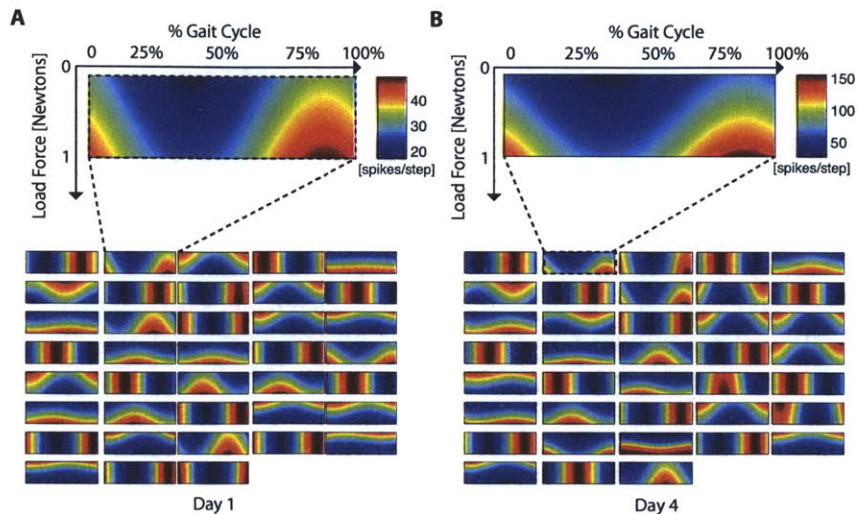 A
% Gait Cycle
0 25% 50% 75% 100%
0
Load Force [Newtons]
1
40
30
20
[spikes/step]
Day 1
B
% Gait Cycle
0 25% 50% 75% 100%
0
Load Force [Newtons]
1
150
100
50
[spikes/step]
Day 4